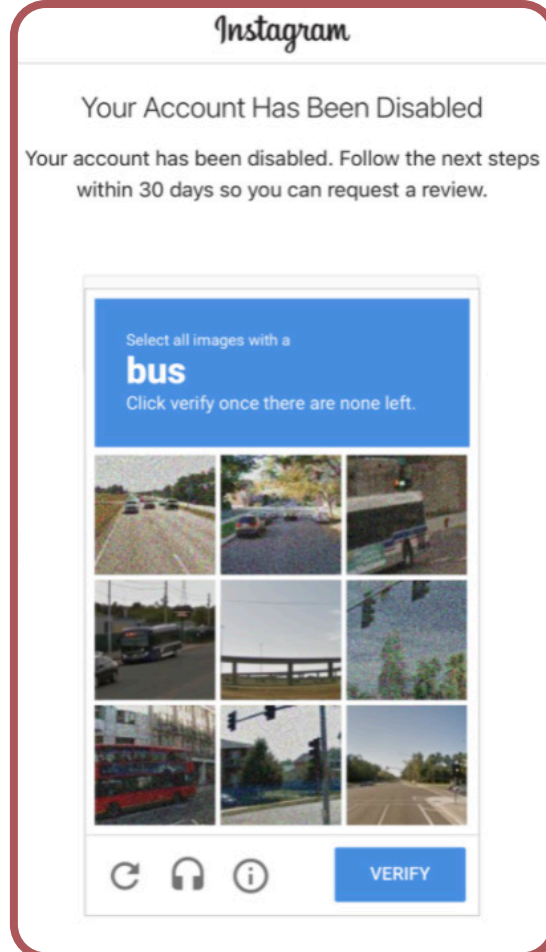 Instagram
Your Account Has Been Disabled
Your account has been disabled. Follow the next steps
within 30 days so you can request a review.
Select all images with a
bus
Click verify once there are none left.
VERIFY